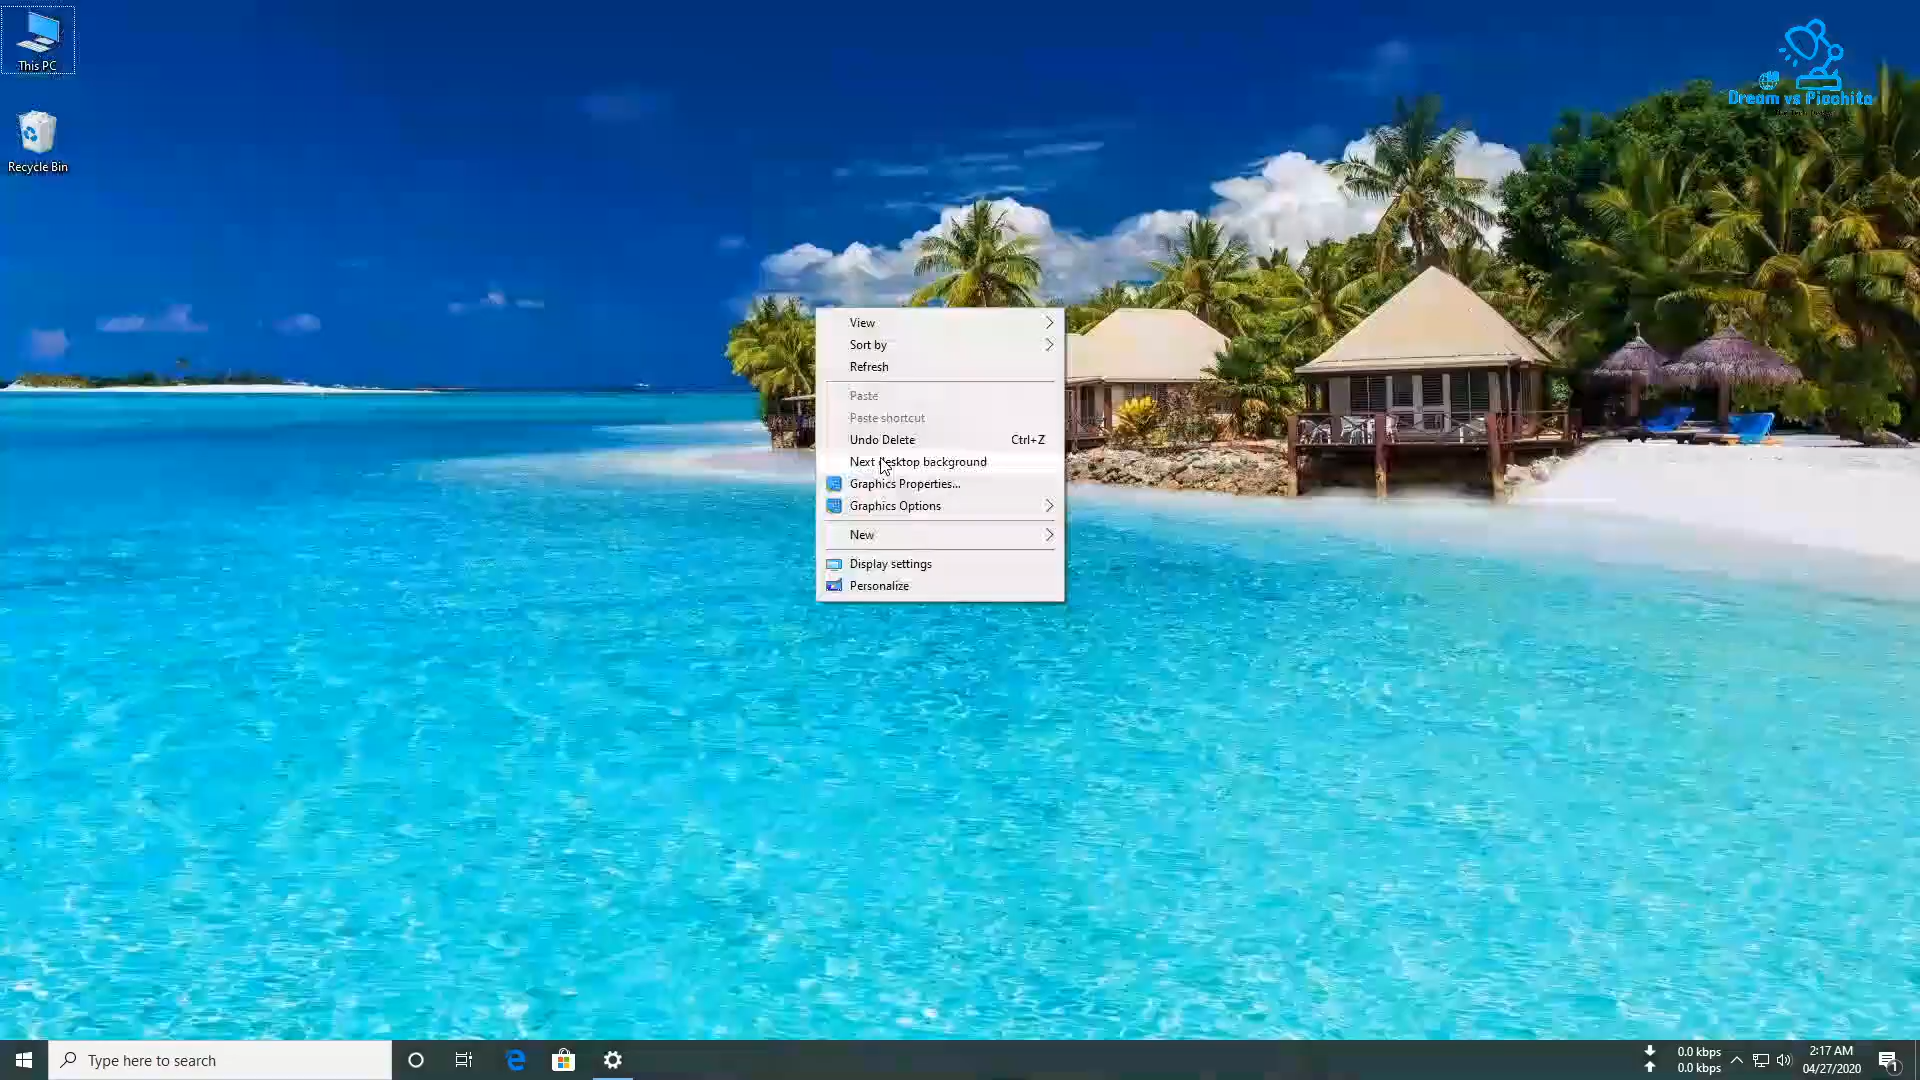 This PC
Recycle Bin
Dream vs Piachita
View
Sort by
Refresh
Paste
Paste shortcut
Undo Delete Ctrl+Z
Next desktop background
Graphics Properties...
Graphics Options
New
Display settings
Personalize
Type here to search
0.0 kbps
0.0 kbps
2:17 AM
04/27/2020
1